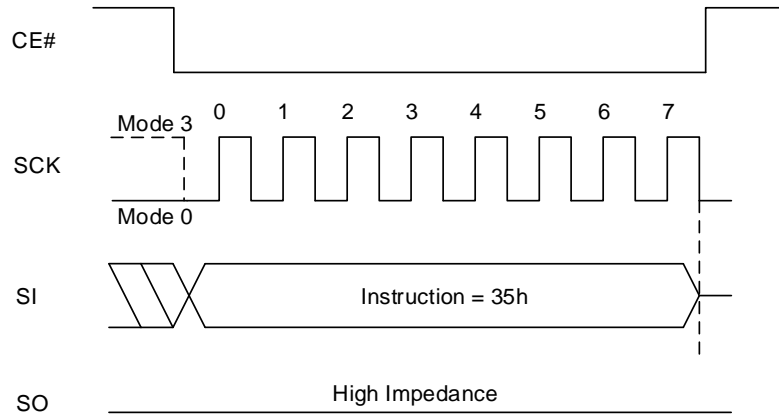 CE#
0 1 2 3 4 5 6 7
Mode 3
SCK
Mode 0
SI
Instruction = 35h
High Impedance
SO